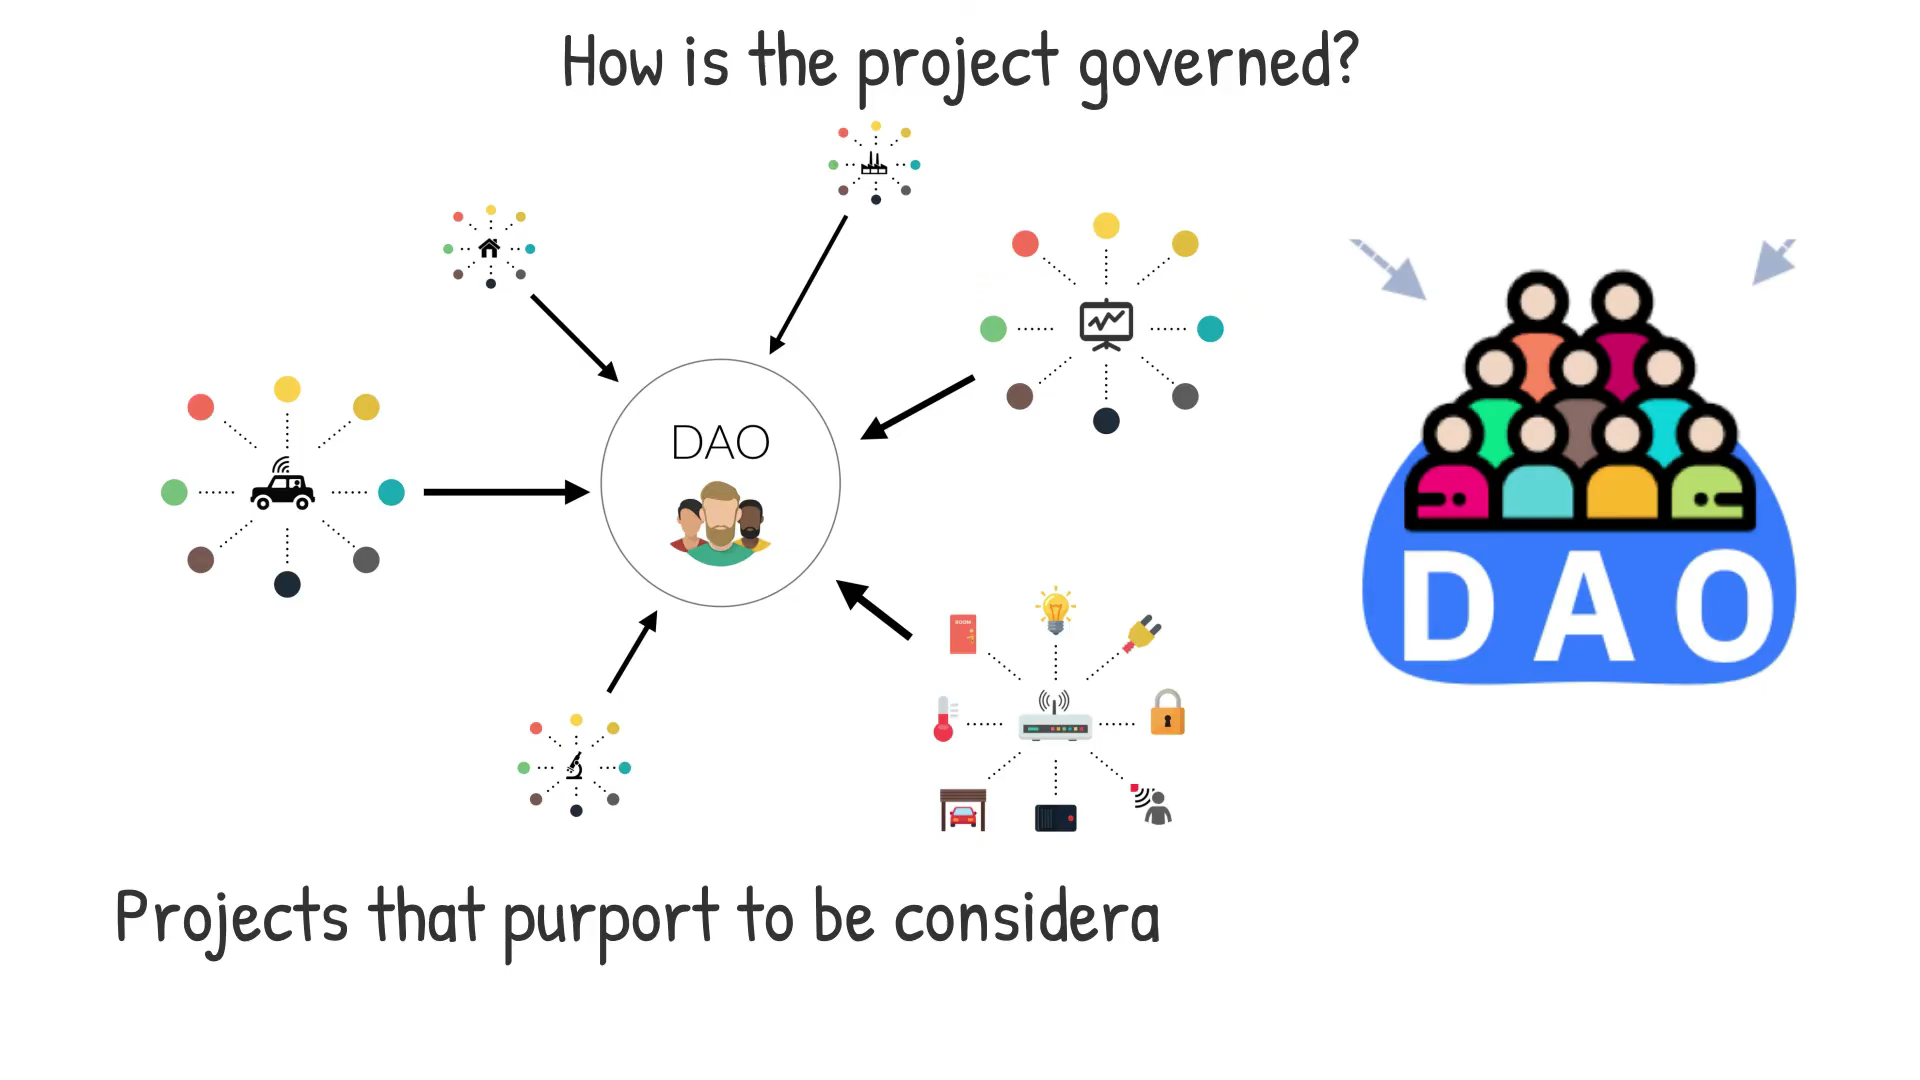 How is the project governed?
DAO
DAO
ROOM
Projects that purport to be considera